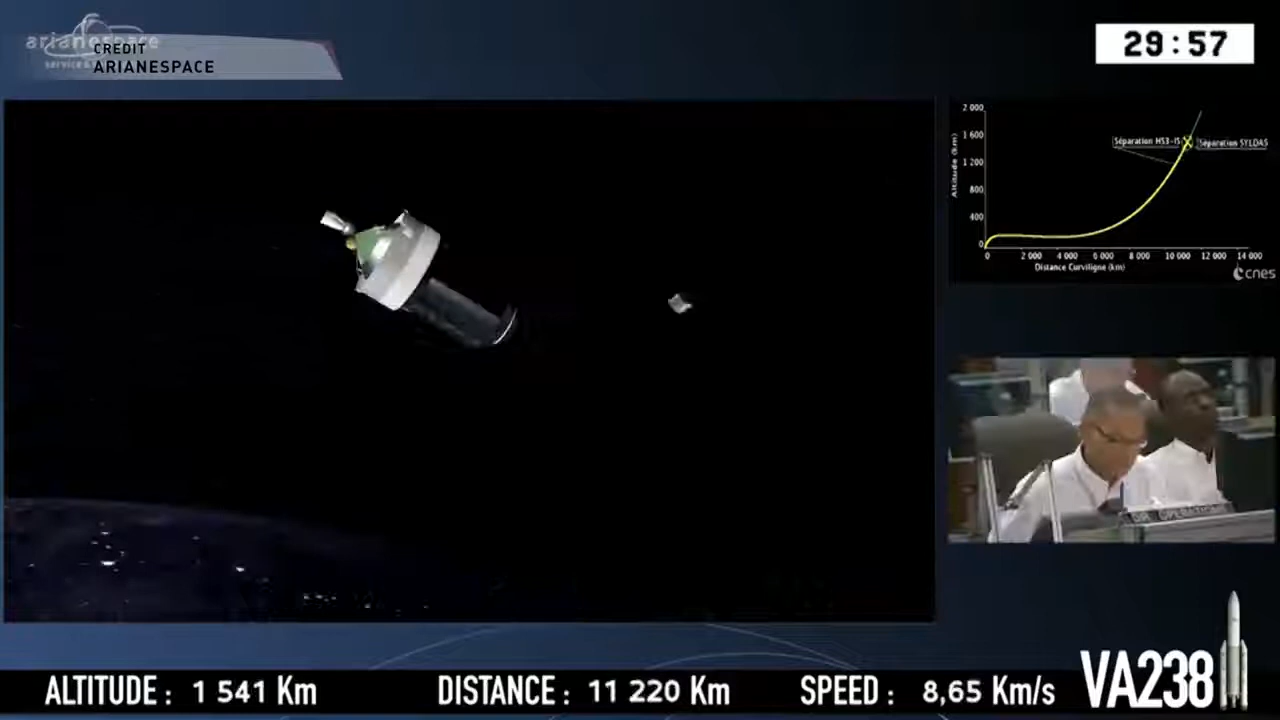 arianespace
CREDIT
ARIANESPACE
29:57
Altitude (km)
2 000
1 600
1 200
800
400
0
Séparation HS3-IS
Séparation SYLDA5
0 2 000 4 000 6 000 8 000 10 000 12 000 14 000
Distance Curviligne (km)
cnes
DIR. OPERATIONS
VA238
ALTITUDE : 1 541 Km
DISTANCE : 11 220 Km
SPEED : 8,65 Km/s